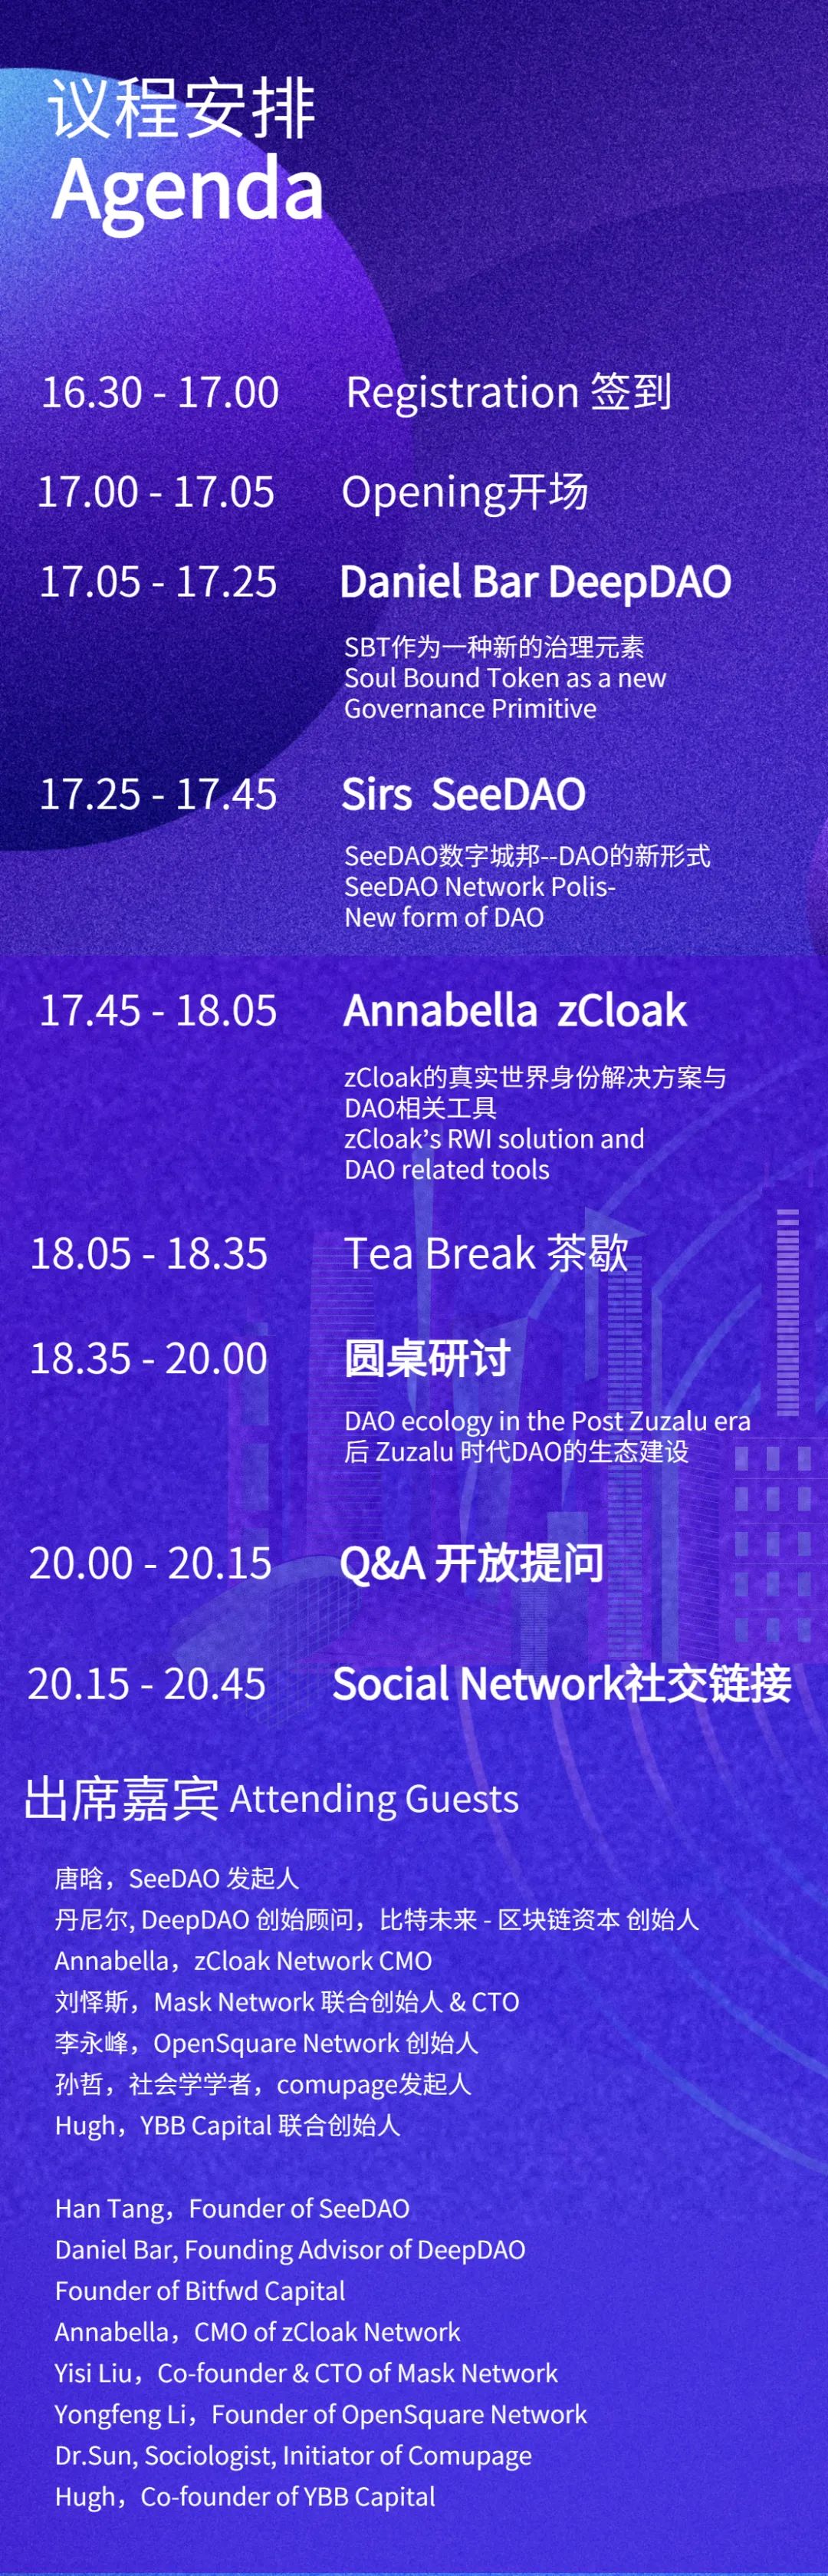 议程安排
Agenda
16.30 - 17.00 Registration 签到
17.00 - 17.05 Opening开场
17.05 - 17.25 Daniel Bar DeepDAO
SBT作为一种新的治理元素
Soul Bound Token as a new
Governance Primitive
17.25 - 17.45 Sirs SeeDAO
SeeDAO数字城邦--DAO的新形式
SeeDAO Network Polis-
New form of DAO
17.45 - 18.05 Annabella zCloak
zCloak的真实世界身份解决方案与
DAO相关工具
zCloak’s RWI solution and
DAO related tools
18.05 - 18.35 Tea Break 茶歇
18.35 - 20.00 圆桌研讨
DAO ecology in the Post Zuzalu era
后 Zuzalu 时代DAO的生态建设
20.00 - 20.15 Q&A 开放提问
20.15 - 20.45 Social Network社交链接
出席嘉宾 Attending Guests
唐晗，SeeDAO 发起人
丹尼尔, DeepDAO 创始顾问，比特未来 - 区块链资本 创始人
Annabella，zCloak Network CMO
刘怿斯，Mask Network 联合创始人 & CTO
李永峰，OpenSquare Network 创始人
孙哲，社会学学者，comupage发起人
Hugh，YBB Capital 联合创始人
Han Tang，Founder of SeeDAO
Daniel Bar, Founding Advisor of DeepDAO
Founder of Bitfwd Capital
Annabella，CMO of zCloak Network
Yisi Liu，Co-founder & CTO of Mask Network
Yongfeng Li，Founder of OpenSquare Network
Dr.Sun, Sociologist, Initiator of Comupage
Hugh，Co-founder of YBB Capital